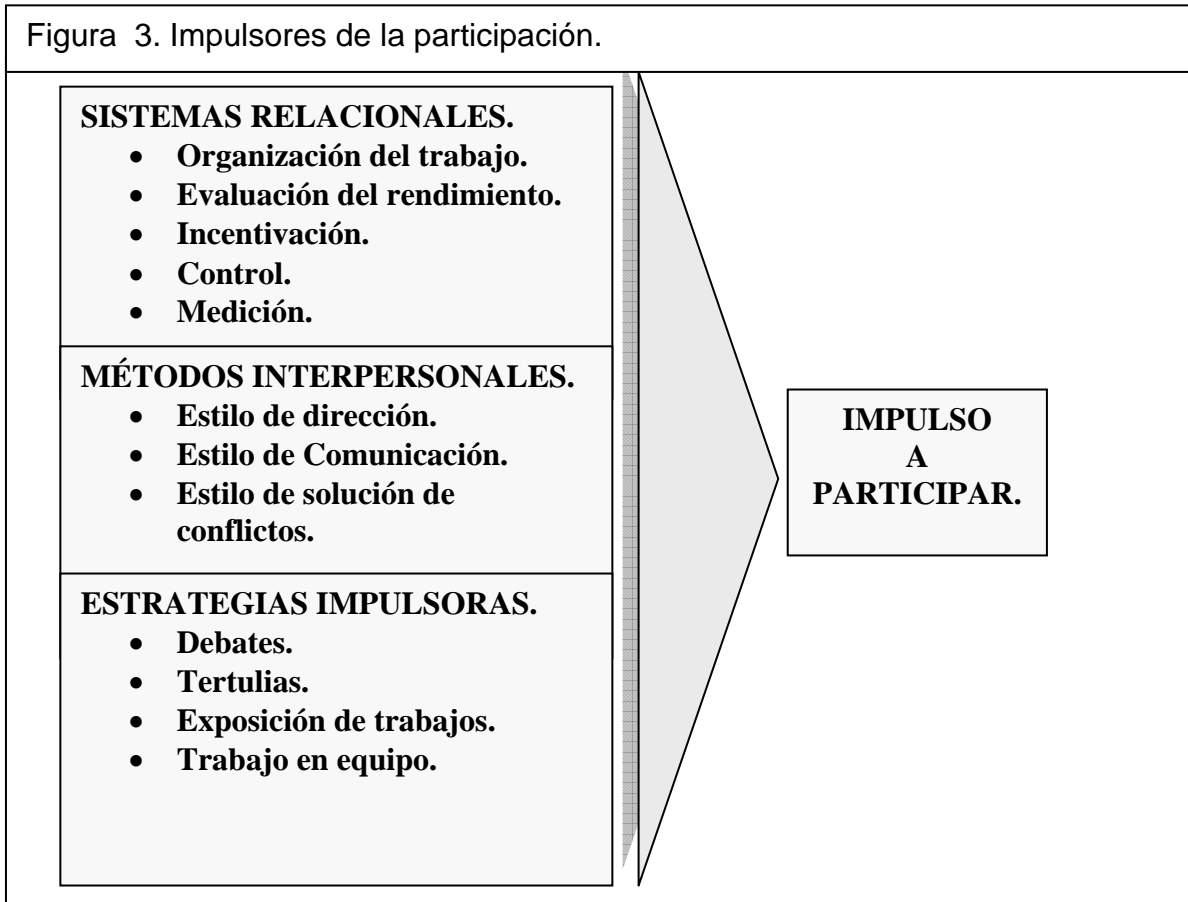 Figura 3. Impulsores de la participación.
SISTEMAS RELACIONALES.
• Organización del trabajo.
• Evaluación del rendimiento.
• Incentivación.
• Control.
• Medición.
MÉTODOS INTERPERSONALES.
• Estilo de dirección.
• Estilo de Comunicación.
• Estilo de solución de
conflictos.
ESTRATEGIAS IMPULSORAS.
• Debates.
• Tertulias.
• Exposición de trabajos.
• Trabajo en equipo.
IMPULSO
A
PARTICIPAR.